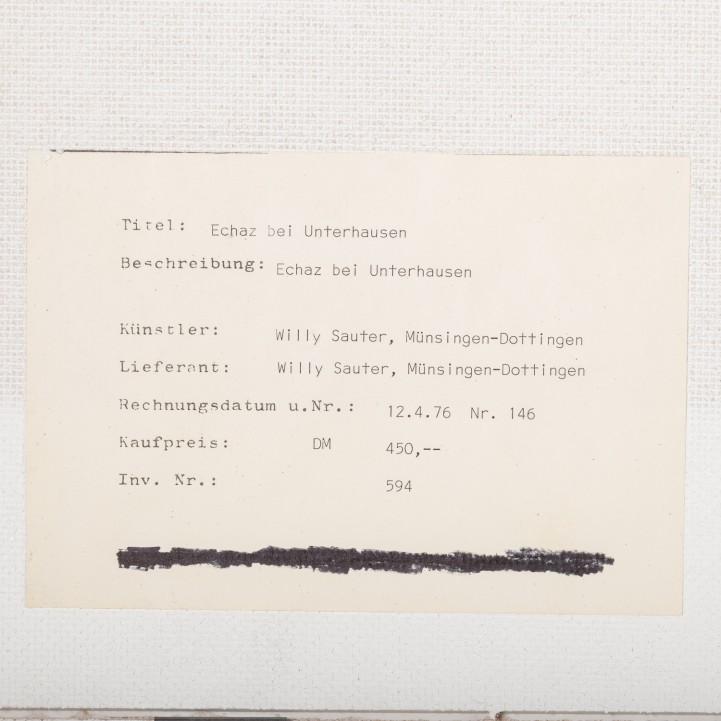 Titel: Echaz bei Unterhausen
Beschreibung: Echaz bei Unterhausen
Künstler: Willy Sauter, Münsingen-Dottingen
Lieferant: Willy Sauter, Münsingen-Dottingen
Rechnungsdatum u.Nr.: 12.4.76 Nr. 146
Kaufpreis: DM 450,--
Inv. Nr.: 594